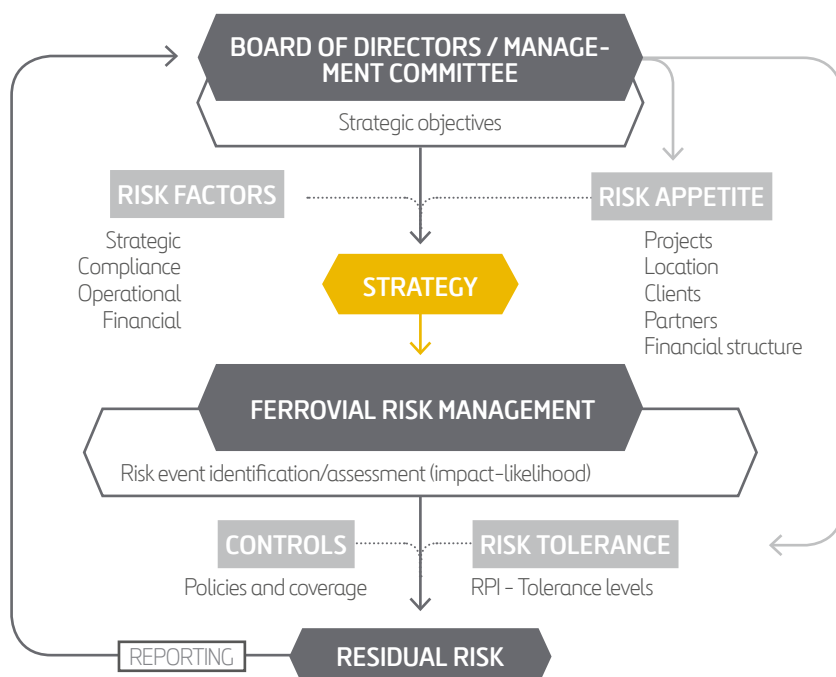 BOARD OF DIRECTORS / MANAGE-
MENT COMMITTEE
Strategic objectives
RISK FACTORS
Strategic
Compliance
Operational
Financial
RISK APPETITE
Projects
Location
Clients
Partners
Financial structure
STRATEGY
FERROVIAL RISK MANAGEMENT
Risk event identification/assessment (impact-likelihood)
CONTROLS
Policies and coverage
RISK TOLERANCE
RPI - Tolerance levels
REPORTING
RESIDUAL RISK